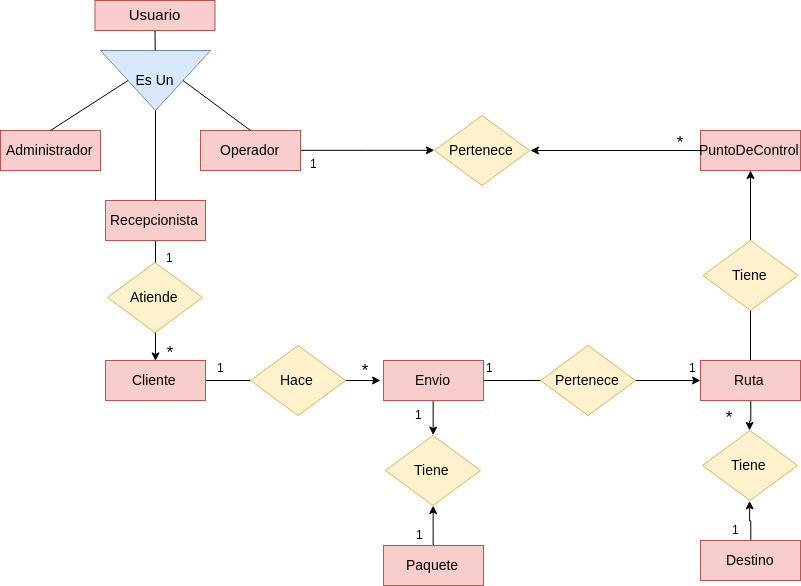 Usuario
Es Un
Administrador
Operador
1
Pertenece
*
PuntoDeControl
Recepcionista
1
Atiende
*
Tiene
Cliente
1
Hace
*
Envio
1
Pertenece
1
Ruta
1
*
Tiene
Tiene
1
1
Paquete
Destino